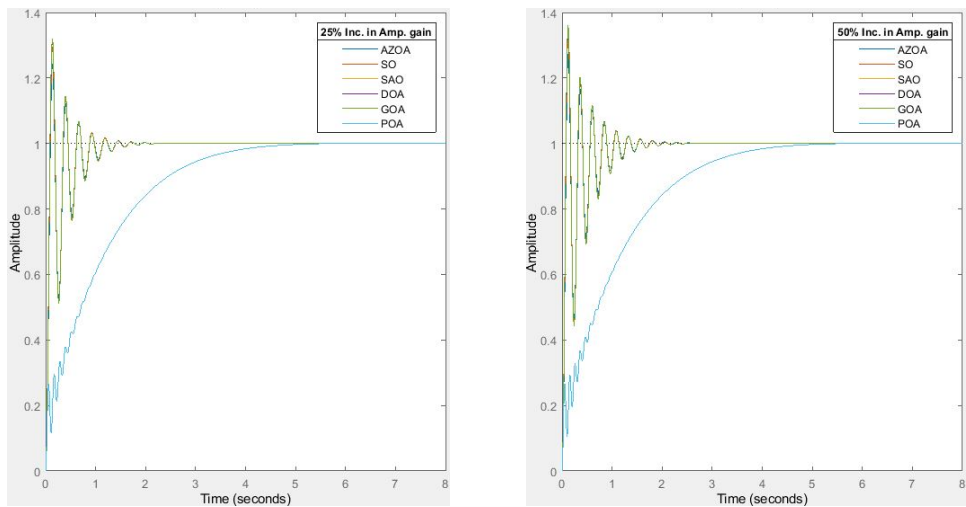 25% Inc. in Amp. gain
AZOA
SO
SAO
DOA
GOA
POA
1.4
1.2
1
0.8
0.6
0.4
0.2
0
Amplitude
0 1 2 3 4 5 6 7 8
Time (seconds)
50% Inc. in Amp. gain
AZOA
SO
SAO
DOA
GOA
POA
1.4
1.2
1
0.8
0.6
0.4
0.2
0
Amplitude
0 1 2 3 4 5 6 7 8
Time (seconds)